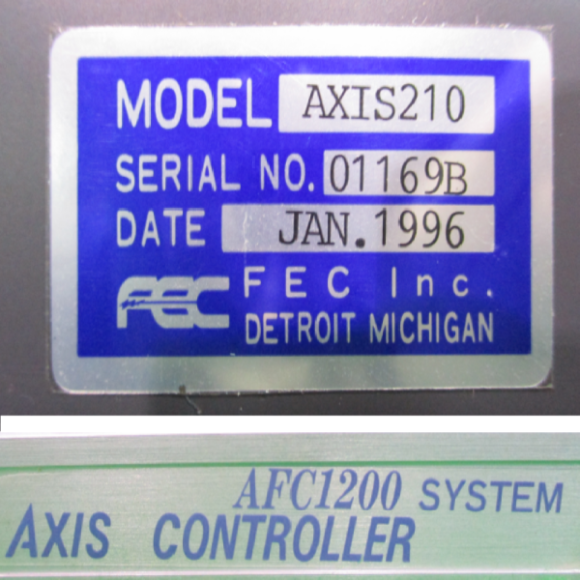 MODEL AXIS210
SERIAL NO. 01169B
DATE JAN.1996
FEC FEC Inc.
DETROIT MICHIGAN
AFC1200 SYSTEM
AXIS CONTROLLER